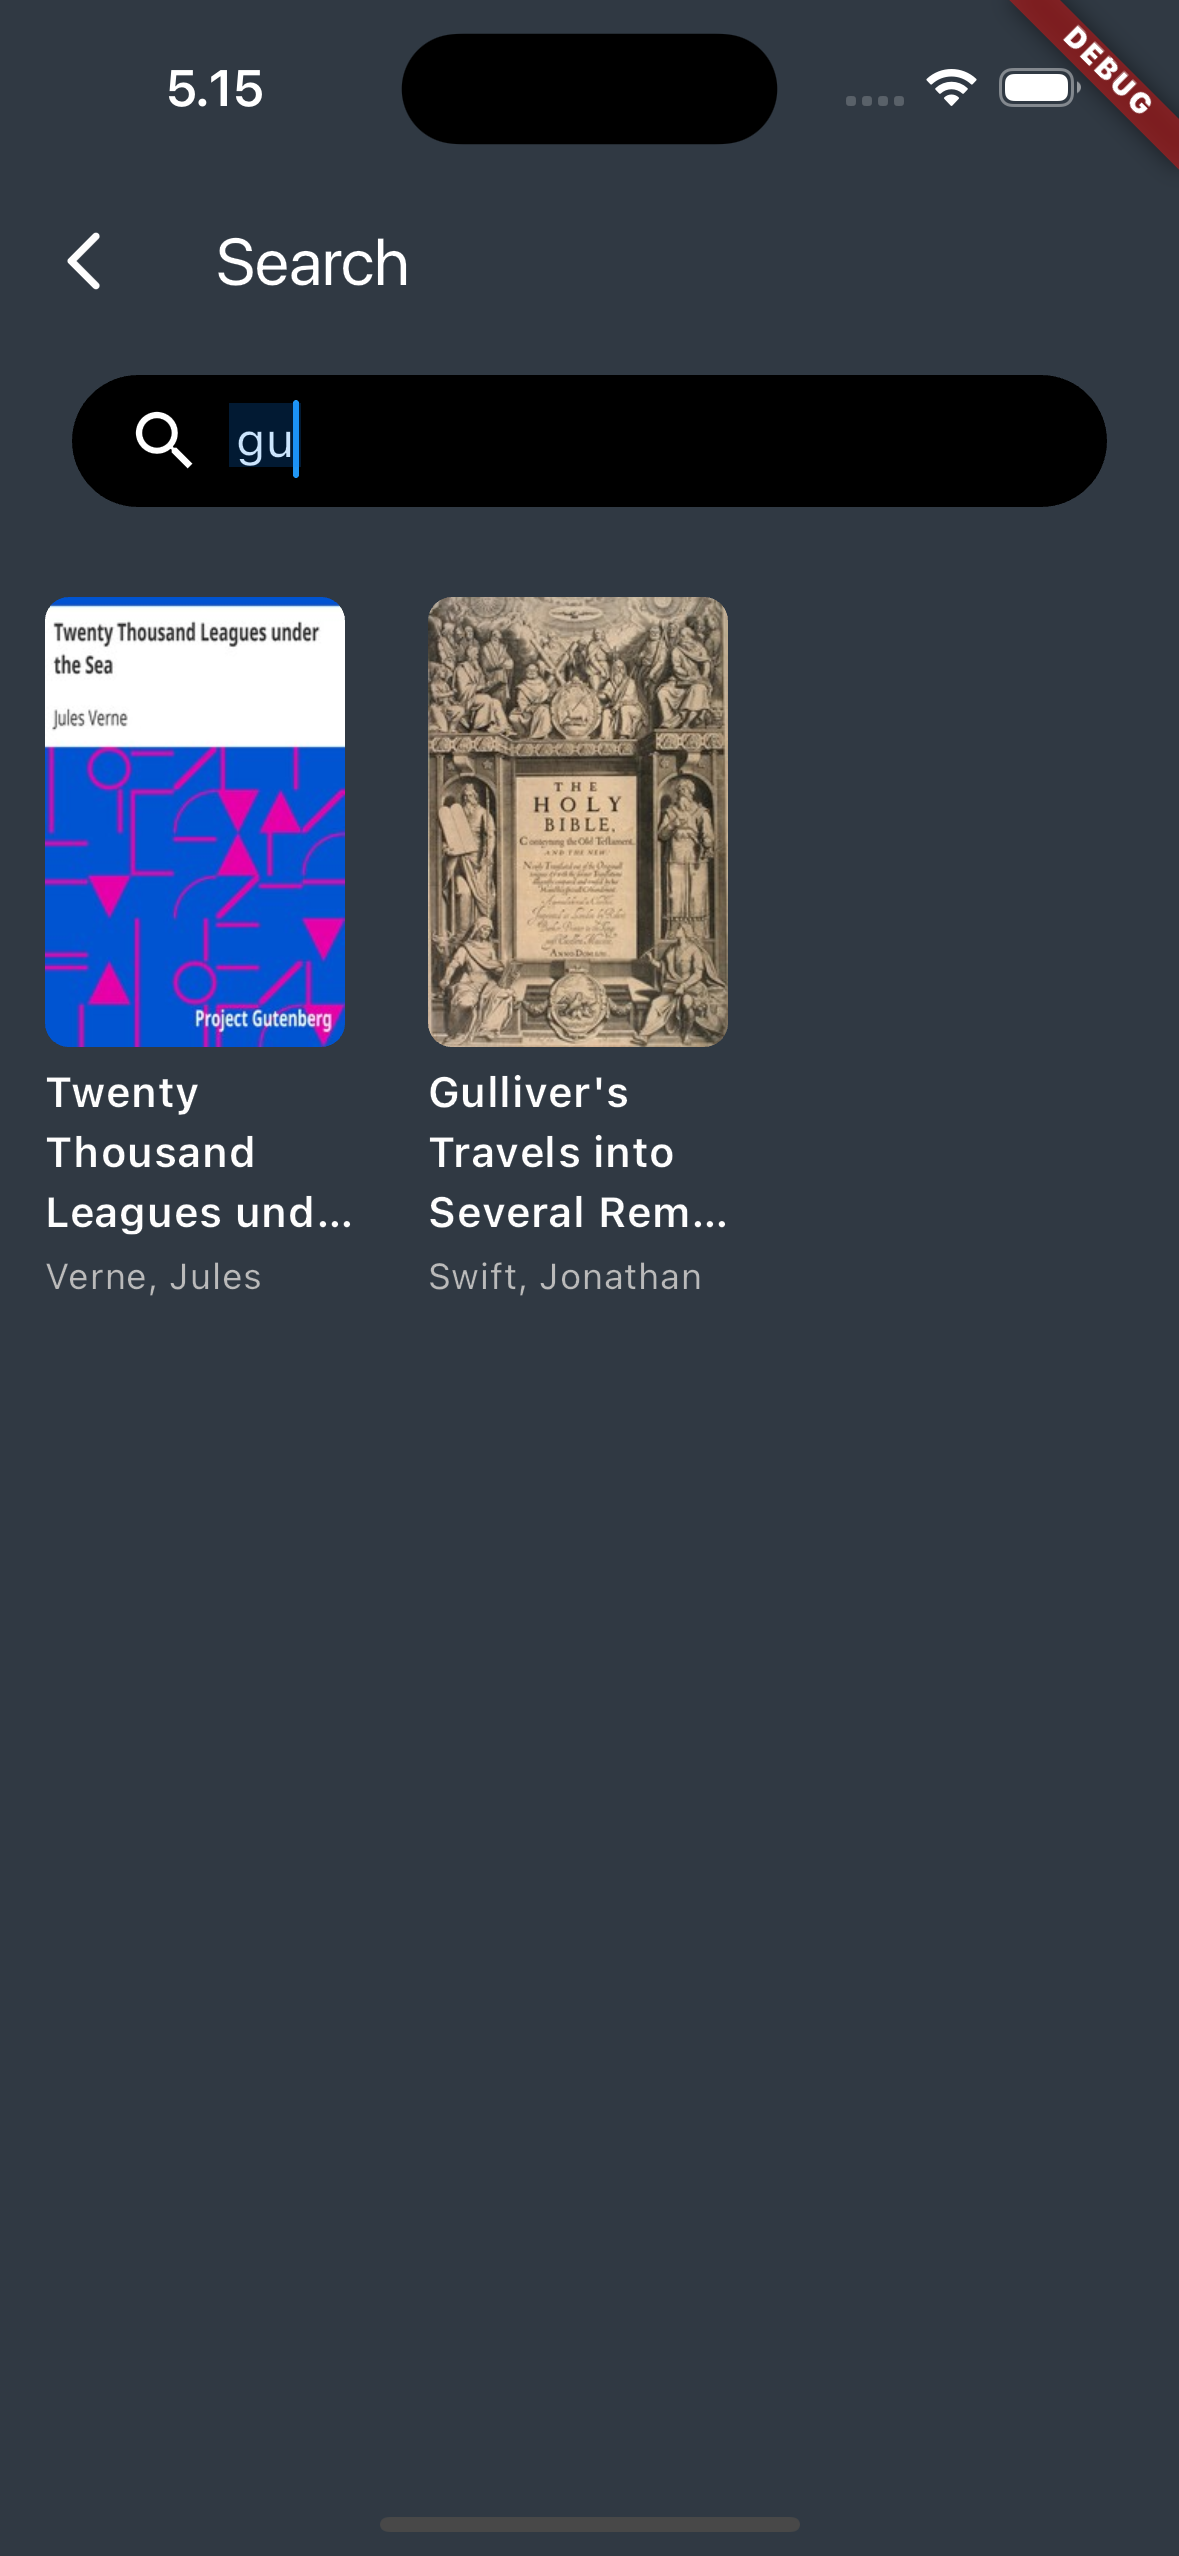 5.15
DEBUG
Search
gu
Twenty Thousand Leagues under
the Sea
Jules Verne
Project Gutenberg
THE
HOLY
BIBLE,
Conteyning the Old Testament,
AND THE NEW
ANNO DOM
Twenty
Thousand
Leagues und...
Verne, Jules
Gulliver's
Travels into
Several Rem...
Swift, Jonathan